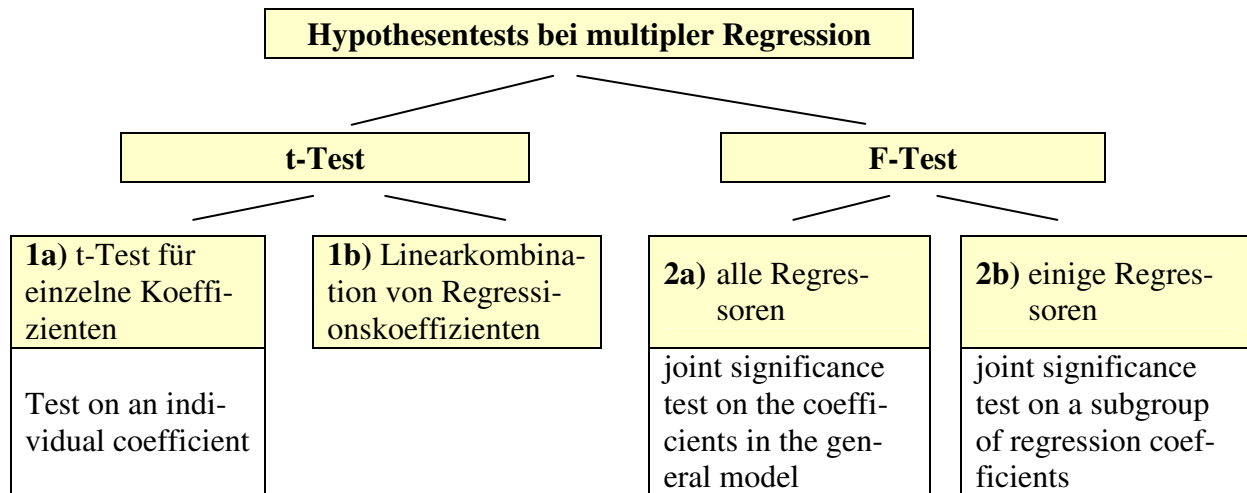 Hypothesentests bei multipler Regression
t-Test
F-Test
1a) t-Test für
einzelne Koeffi-
zienten
Test on an indi-
vidual coefficient
1b) Linearkombina-
tion von Regressi-
onskoeffizienten
2a) alle Regres-
soren
joint significance
test on the coeffi-
cients in the gen-
eral model
2b) einige Regres-
soren
joint significance
test on a subgroup
of regression coef-
ficients